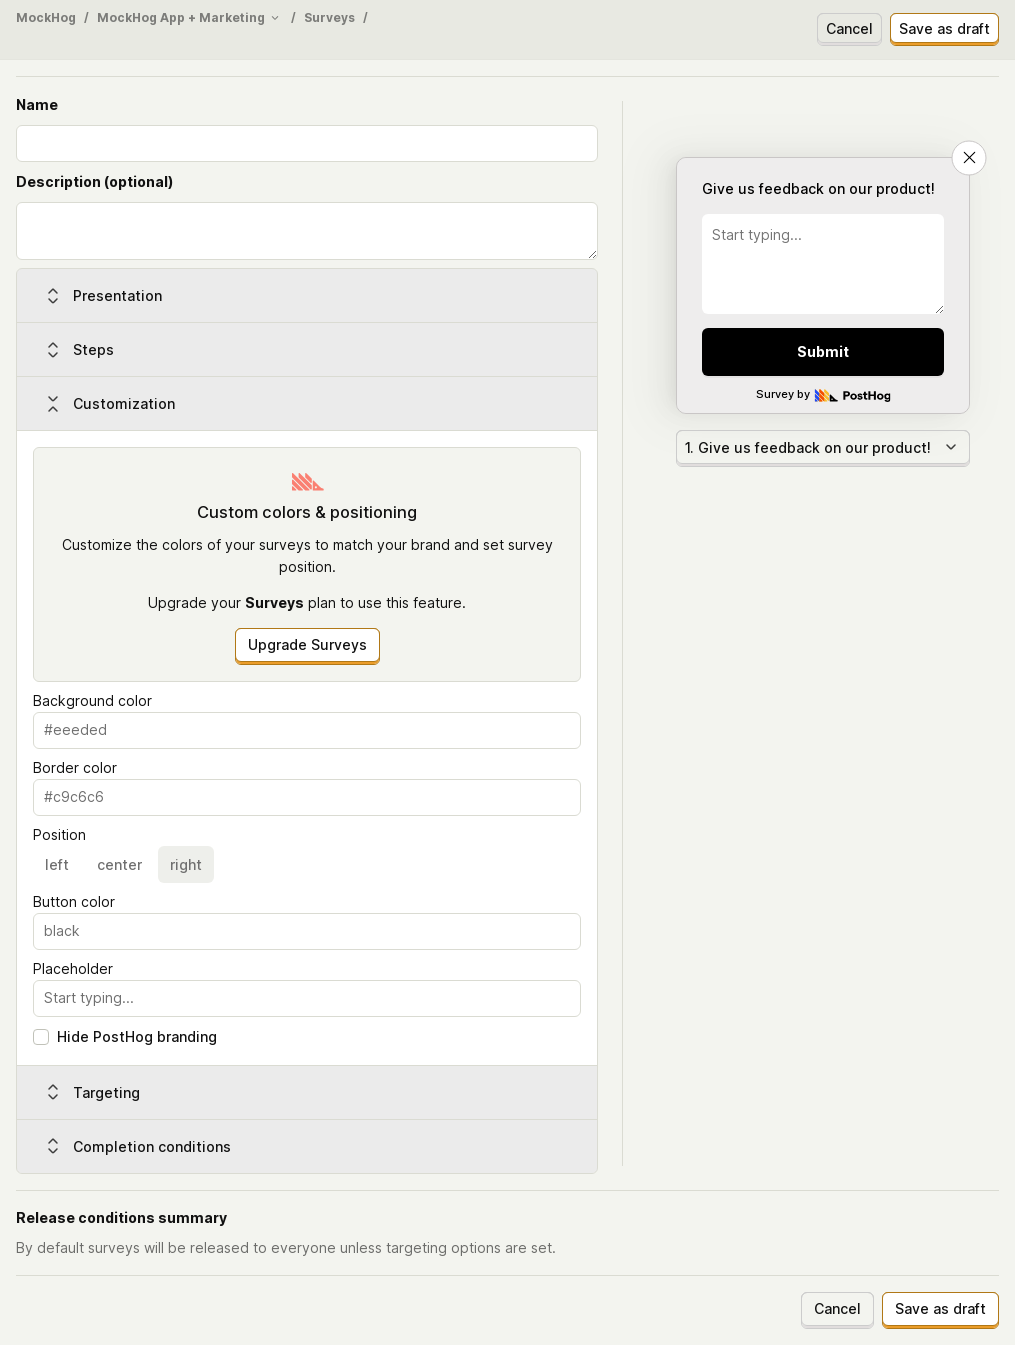 MockHog / MockHog App + Marketing / Surveys /
Cancel
Save as draft
Name
Description (optional)
Presentation
Steps
Customization
Custom colors & positioning
Customize the colors of your surveys to match your brand and set survey
position.
Upgrade your Surveys plan to use this feature.
Upgrade Surveys
Background color
#eeeded
Border color
#c9c6c6
Position
left center right
Button color
black
Placeholder
Start typing...
Hide PostHog branding
Targeting
Completion conditions
Give us feedback on our product!
Start typing...
Submit
Survey by PostHog
1. Give us feedback on our product!
Release conditions summary
By default surveys will be released to everyone unless targeting options are set.
Cancel
Save as draft